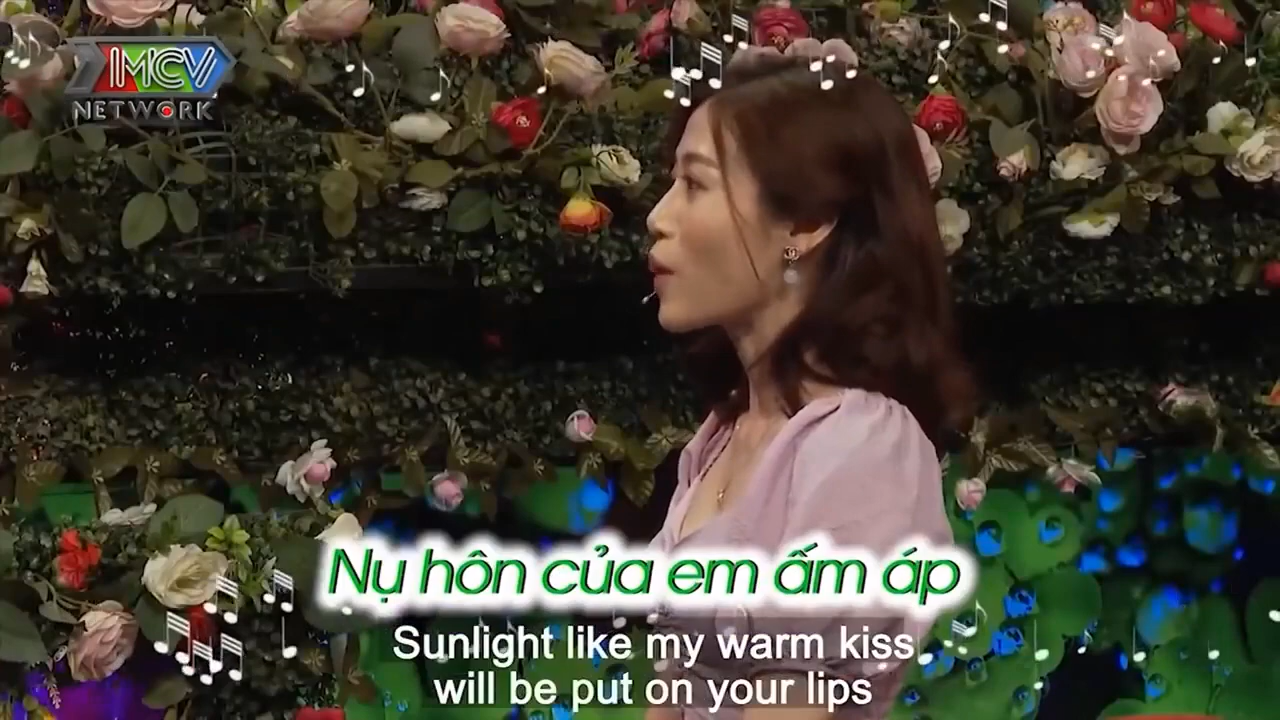 MCV
NETWORK
Nụ hôn của em ấm áp
Sunlight like my warm kiss
will be put on your lips